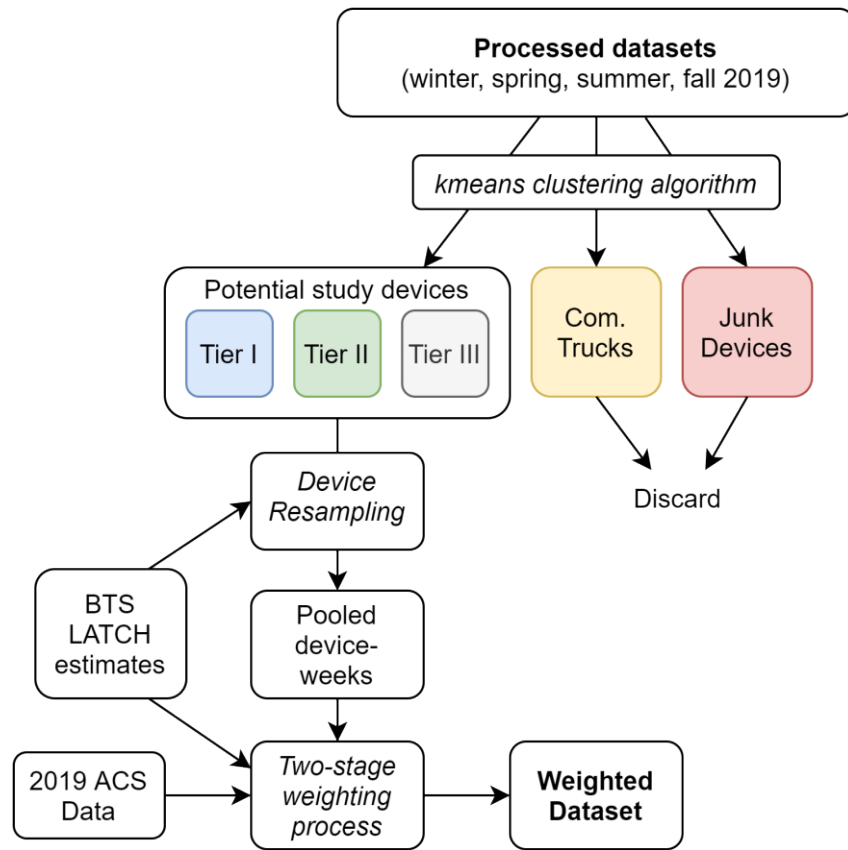 Processed datasets
(winter, spring, summer, fall 2019)
kmeans clustering algorithm
Potential study devices
Tier I
Tier II
Tier III
Com.
Trucks
Junk
Devices
Discard
Device
Resampling
BTS
LATCH
estimates
Pooled
device-
weeks
2019 ACS
Data
Two-stage
weighting
process
Weighted
Dataset